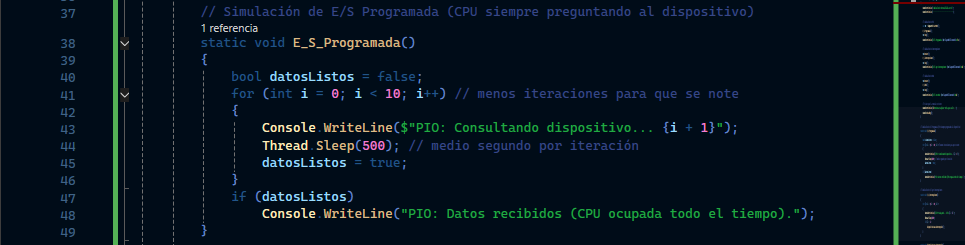 37 // Simulación de E/S Programada (CPU siempre preguntando al dispositivo)
1 referencia
38 static void E_S_Programada()
39 {
40 bool datosListos = false;
41 for (int i = 0; i < 10; i++) // menos iteraciones para que se note
42 {
43 Console.WriteLine($"PIO: Consultando dispositivo... {i + 1}");
44 Thread.Sleep(500); // medio segundo por iteración
45 datosListos = true;
46 }
47 if (datosListos)
48 Console.WriteLine("PIO: Datos recibidos (CPU ocupada todo el tiempo).");
49 }